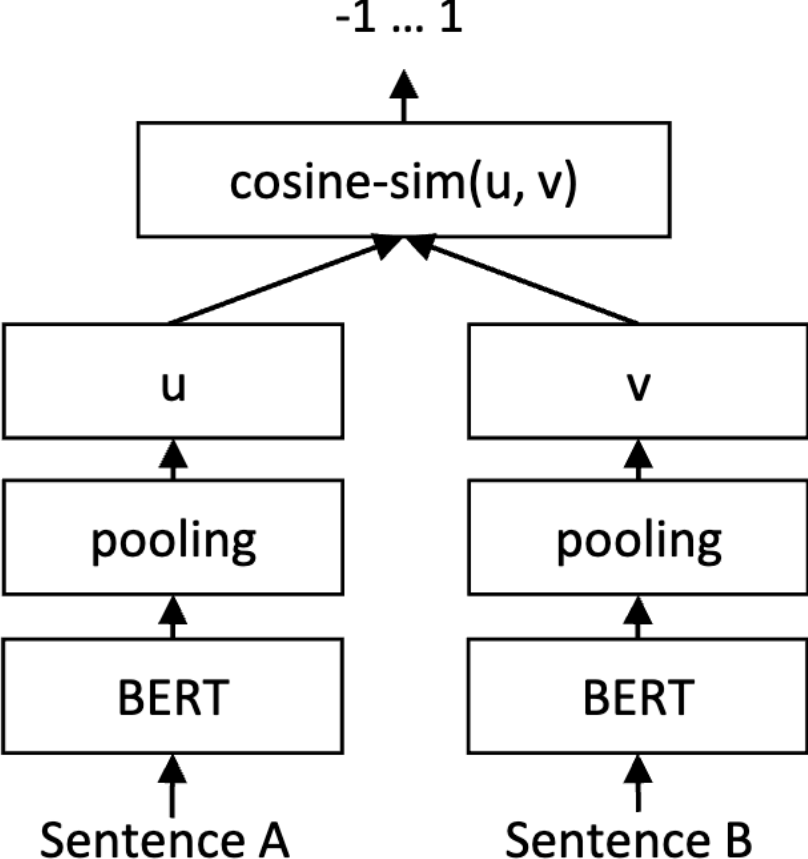 -1 … 1
cosine-sim(u, v)
u v
pooling pooling
BERT BERT
Sentence A Sentence B